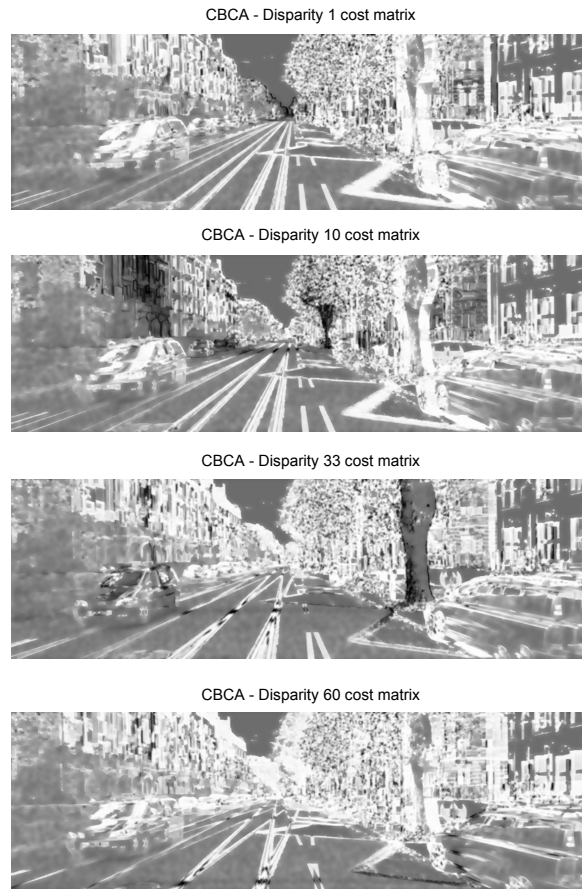 CBCA - Disparity 1 cost matrix
CBCA - Disparity 10 cost matrix
CBCA - Disparity 33 cost matrix
CBCA - Disparity 60 cost matrix